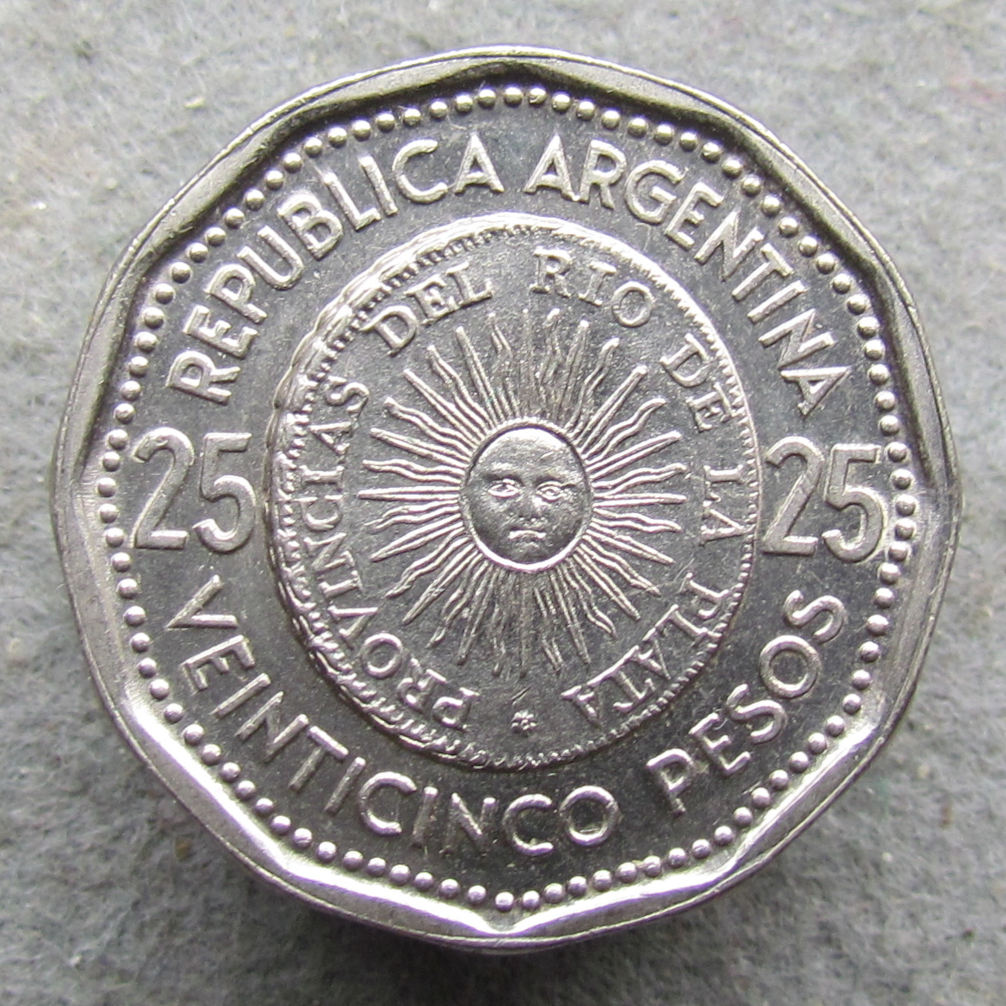 REPUBLICA ARGENTINA
PROVINCIAS DEL RIO DE LA PLATA
25 25
VEINTICINCO PESOS